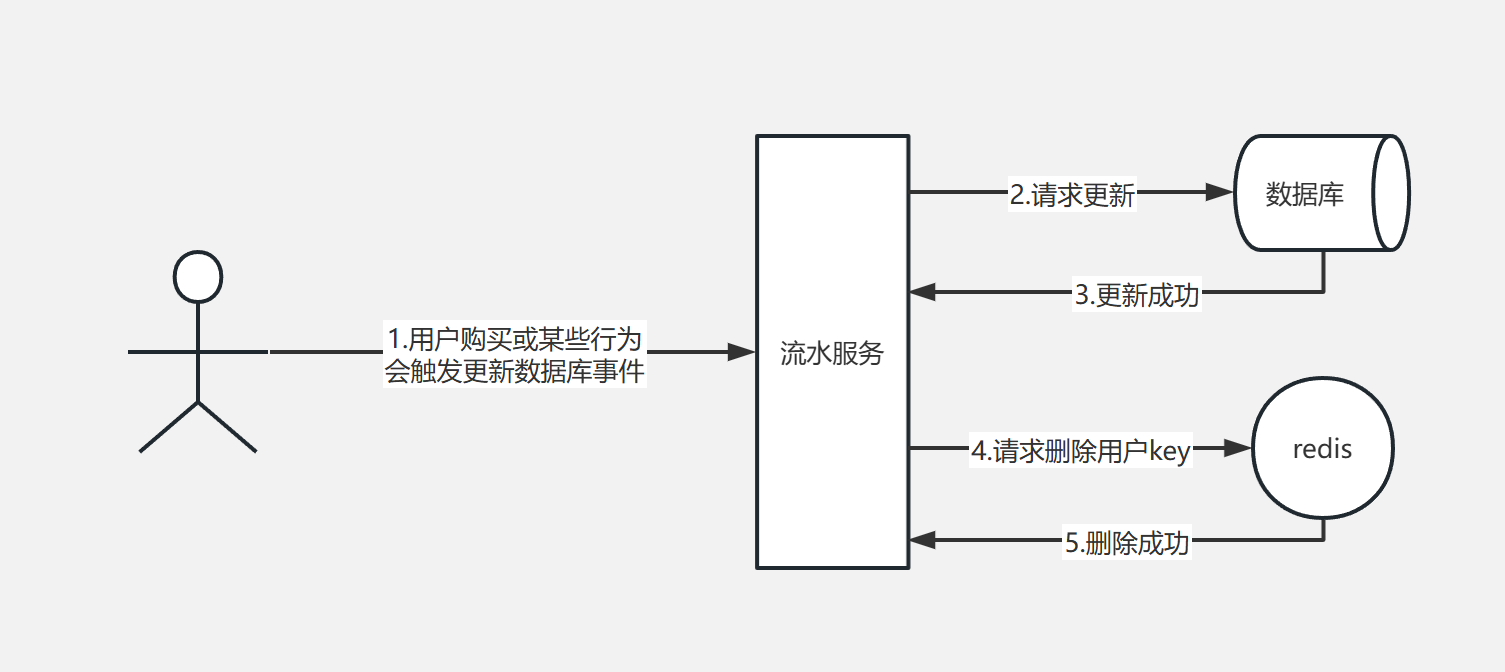 2.请求更新
数据库
3.更新成功
1.用户购买或某些行为
会触发更新数据库事件
流水服务
4.请求删除用户key
redis
5.删除成功